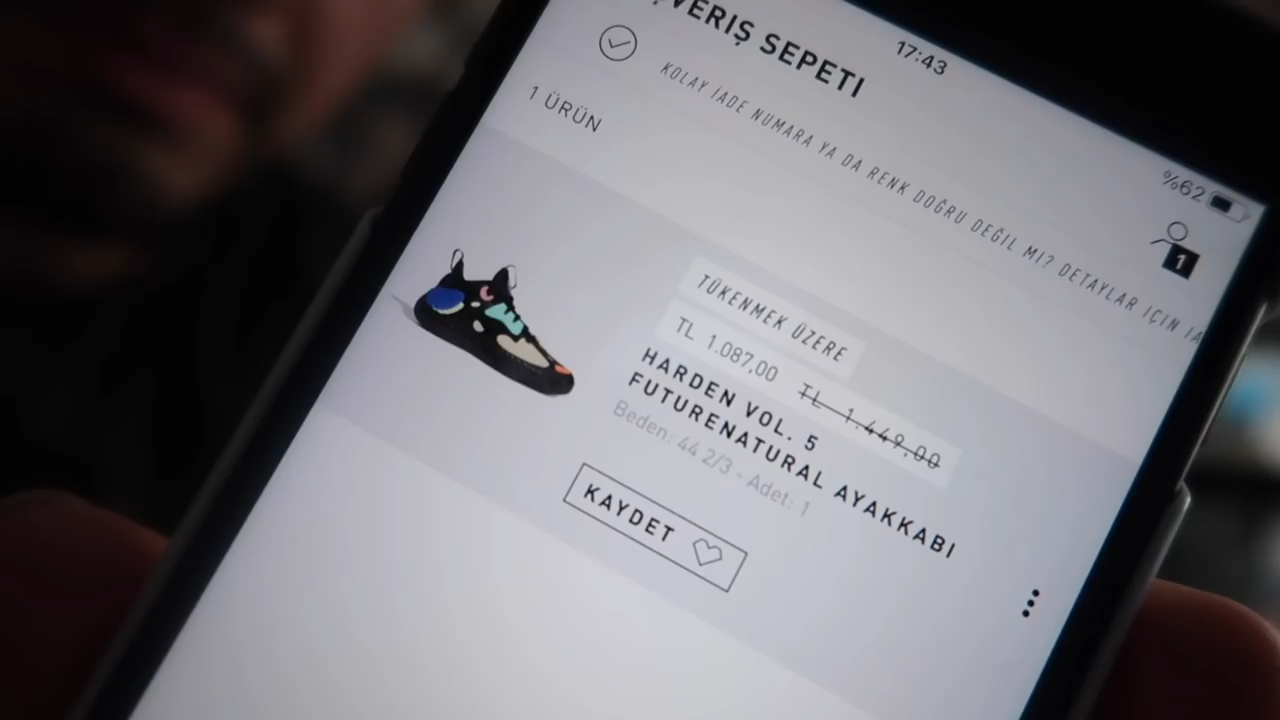 17:43
%62
VERİŞ SEPETI
1
KOLAY İADE NUMARA YA DA RENK DOĞRU DEĞIL MI? DETAYLAR IÇIN
1 ÜRÜN
TÜKENMEK ÜZERE
TL 1.087,00 TL 1.449,00
HARDEN VOL. 5
FUTURENATURAL AYAKKABI
Beden: 44 2/3 - Adet: 1
KAYDET